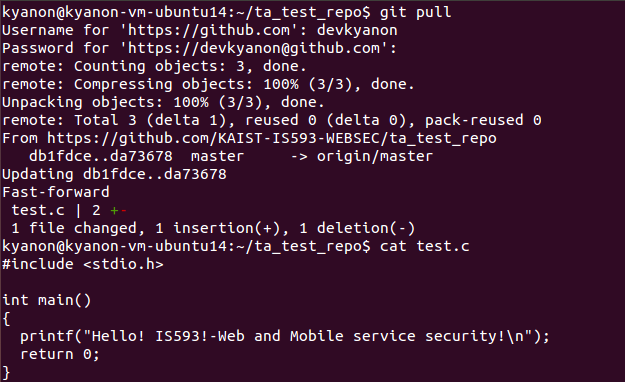 kyanon@kyanon-vm-ubuntu14:~/ta_test_repo$ git pull
Username for 'https://github.com': devkyanon
Password for 'https://devkyanon@github.com':
remote: Counting objects: 3, done.
remote: Compressing objects: 100% (3/3), done.
Unpacking objects: 100% (3/3), done.
remote: Total 3 (delta 1), reused 0 (delta 0), pack-reused 0
From https://github.com/KAIST-IS593-WEBSEC/ta_test_repo
   db1fdce..da73678  master     -> origin/master
Updating db1fdce..da73678
Fast-forward
 test.c | 2 +-
 1 file changed, 1 insertion(+), 1 deletion(-)
kyanon@kyanon-vm-ubuntu14:~/ta_test_repo$ cat test.c
#include <stdio.h>

int main()
{
  printf("Hello! IS593!-Web and Mobile service security!\n");
  return 0;
}